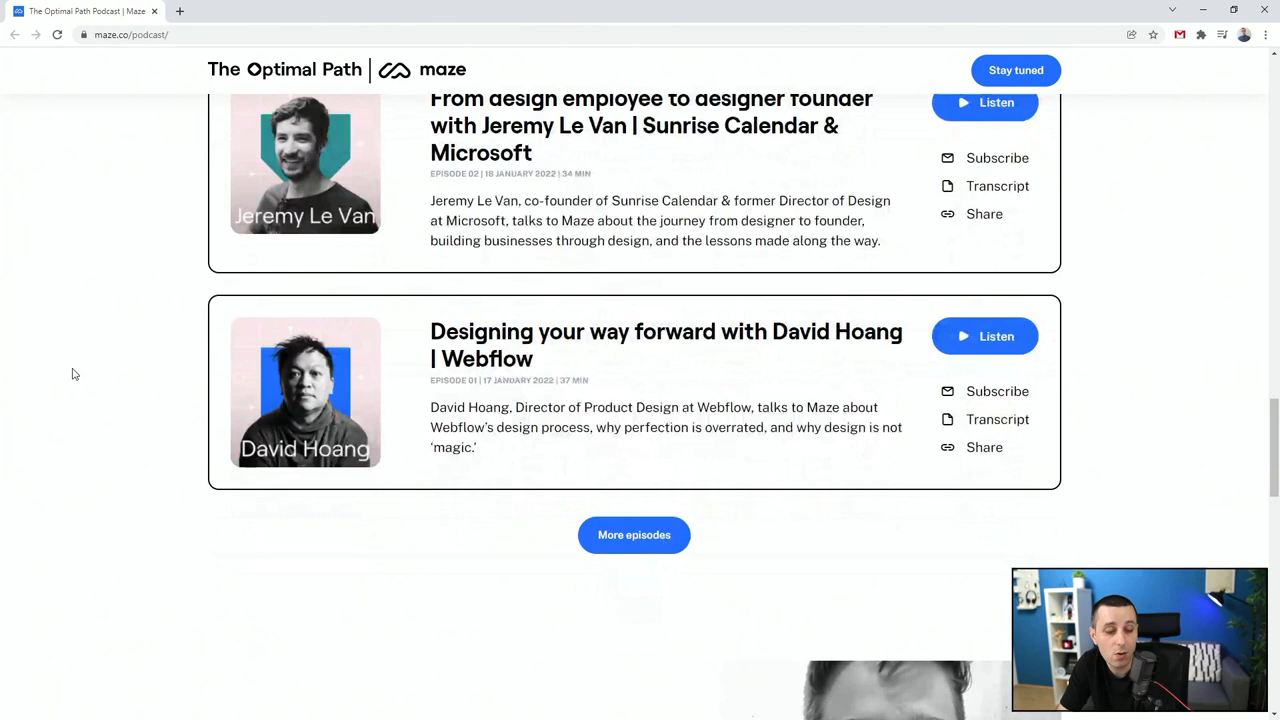 The Optimal Path Podcast | Maze
maze.co/podcast/
The Optimal Path | maze
Stay tuned
From design employee to designer founder
with Jeremy Le Van | Sunrise Calendar &
Microsoft
EPISODE 02 | 18 JANUARY 2022 | 34 MIN
Jeremy Le Van, co-founder of Sunrise Calendar & former Director of Design
at Microsoft, talks to Maze about the journey from designer to founder,
building businesses through design, and the lessons made along the way.
Jeremy Le Van
Listen
Subscribe
Transcript
Share
Designing your way forward with David Hoang
| Webflow
EPISODE 01 | 17 JANUARY 2022 | 37 MIN
David Hoang, Director of Product Design at Webflow, talks to Maze about
Webflow's design process, why perfection is overrated, and why design is not
‘magic.’
David Hoang
Listen
Subscribe
Transcript
Share
More episodes